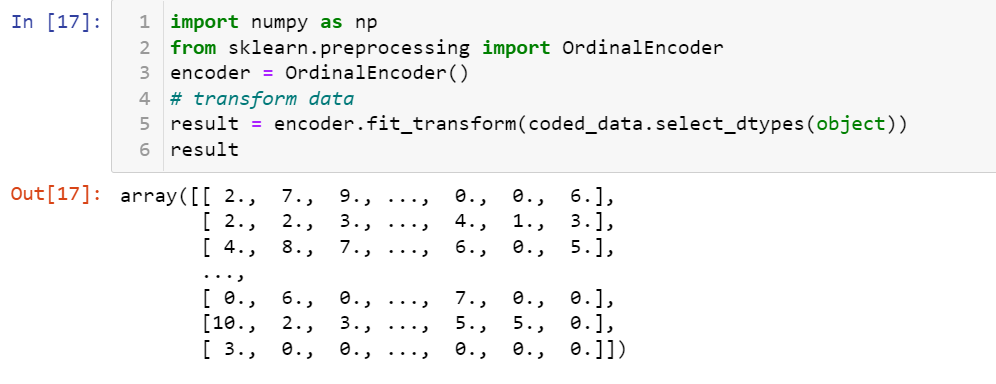 In [17]:
1 import numpy as np
2 from sklearn.preprocessing import OrdinalEncoder
3 encoder = OrdinalEncoder()
4 # transform data
5 result = encoder.fit_transform(coded_data.select_dtypes(object))
6 result
Out[17]: array([[ 2., 7., 9., ..., 0., 0., 6.],
[ 2., 2., 3., ..., 4., 1., 3.],
[ 4., 8., 7., ..., 6., 0., 5.],
...,
[ 0., 6., 0., ..., 7., 0., 0.],
[10., 2., 3., ..., 5., 5., 0.],
[ 3., 0., 0., ..., 0., 0., 0.]])